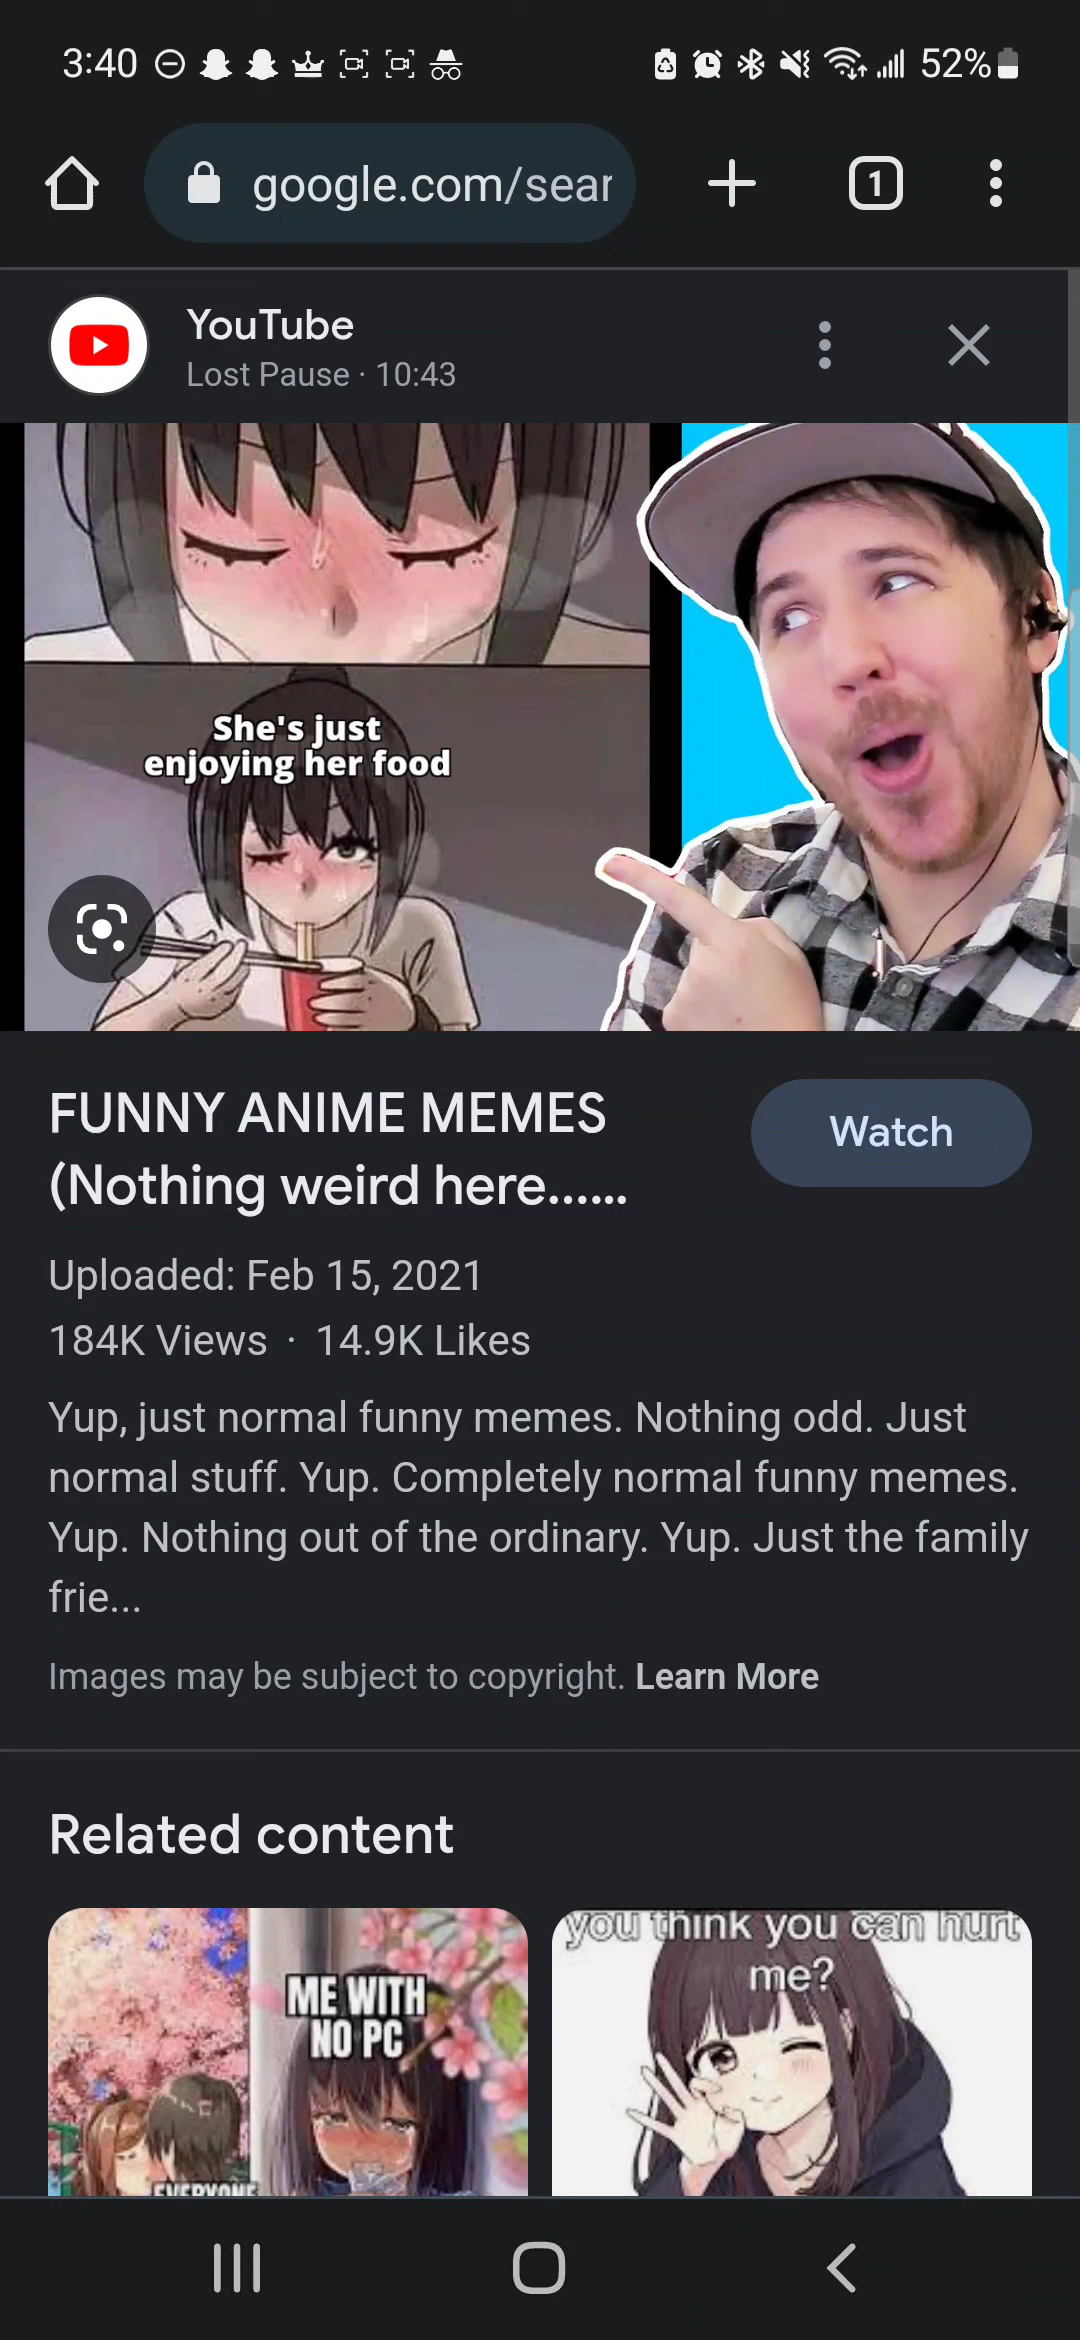 3:40
52%
google.com/sear
1
YouTube
Lost Pause · 10:43
She's just
enjoying her food
FUNNY ANIME MEMES
(Nothing weird here......
Watch
Uploaded: Feb 15, 2021
184K Views · 14.9K Likes
Yup, just normal funny memes. Nothing odd. Just
normal stuff. Yup. Completely normal funny memes.
Yup. Nothing out of the ordinary. Yup. Just the family
frie...
Images may be subject to copyright. Learn More
Related content
ME WITH
NO PC
EVERYONE
you think you can hurt
me?